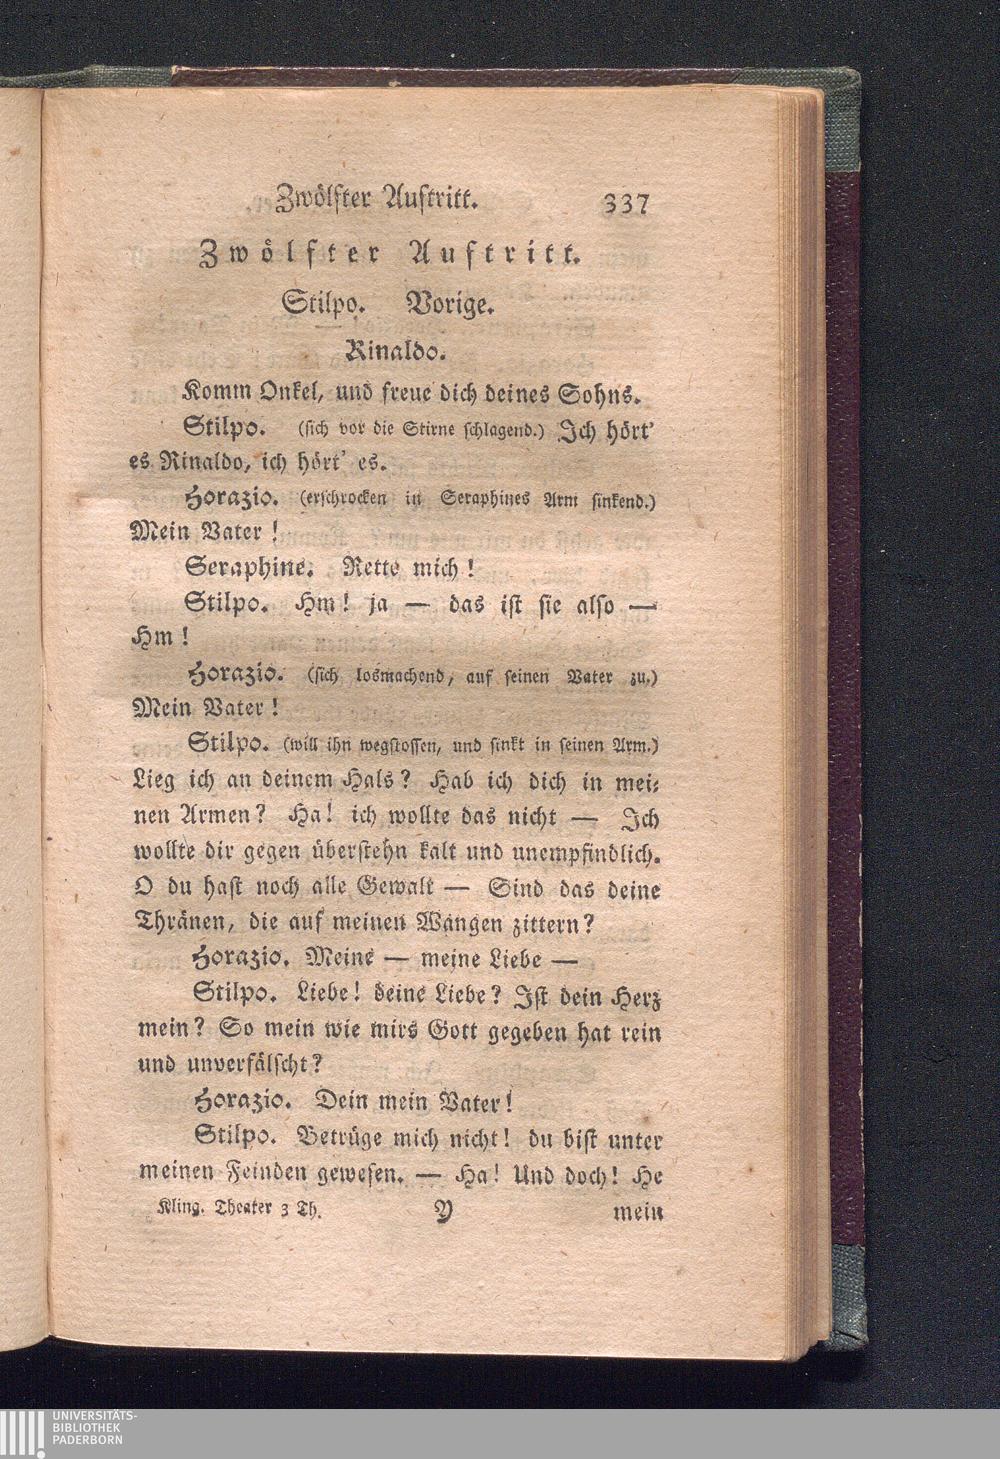 Zwölfter Auftritt. 337
Zwölfter Auftritt.
Stilpo. Vorige.
Rinaldo.
Komm Onkel, und freue dich deines Sohns.
Stilpo. (sich vor die Stirne schlagend.) Ich hört'
es Rinaldo, ich hört' es.
Horazio. (erschrocken in Seraphines Arm sinkend.)
Mein Vater!
Seraphine. Rette mich!
Stilpo. Hm! ja — das ist sie also —
Hm!
Horazio. (sich losmachend, auf seinen Vater zu.)
Mein Vater!
Stilpo. (will ihn wegstossen, und sinkt in seinen Arm.)
Lieg ich an deinem Hals? Hab ich dich in mei-
nen Armen? Ha! ich wollte das nicht — Ich
wollte dir gegen überstehn kalt und unempfindlich.
O du hast noch alle Gewalt — Sind das deine
Thränen, die auf meinen Wangen zittern?
Horazio. Meine — meine Liebe —
Stilpo. Liebe! deine Liebe? Ist dein Herz
mein? So mein wie mirs Gott gegeben hat rein
und unverfälscht?
Horazio. Dein mein Vater!
Stilpo. Betrüge mich nicht! du bist unter
meinen Feinden gewesen. — Ha! Und doch! He
Kling. Theater 3 Th. Y mein
UNIVERSITÄTS-
BIBLIOTHEK
PADERBORN